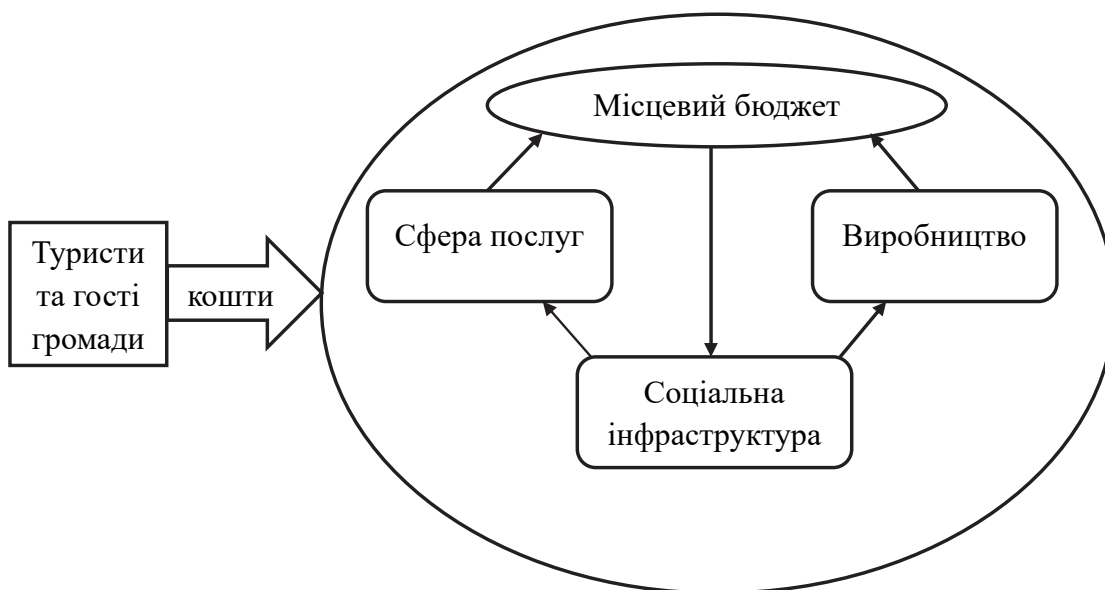 Місцевий бюджет
Сфера послуг
Виробництво
Туристи
та гості
громади
кошти
Соціальна
інфраструктура